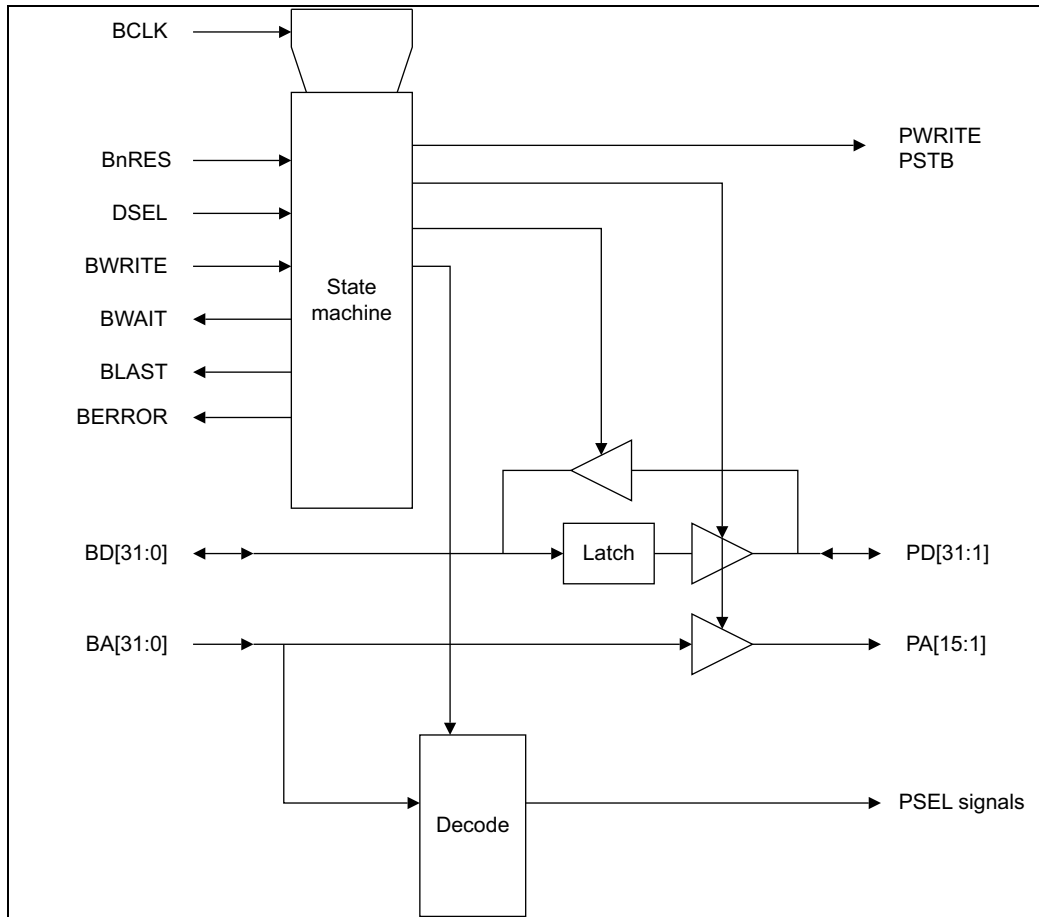 BCLK
BnRES
DSEL
BWRITE
BWAIT
BLAST
BERROR
State
machine
PWRITE
PSTB
BD[31:0]
Latch
PD[31:1]
BA[31:0]
PA[15:1]
Decode
PSEL signals